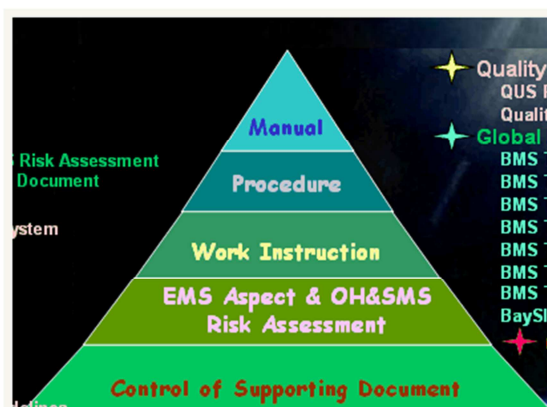 Quality
QUS
Qualit
Manual
Global
S Risk Assessment
Document
BMS T
BMS T
Procedure
BMS T
BMS T
ystem
BMS T
Work Instruction
BMS T
EMS Aspect & OH&SMS
BMS T
BaySI
Risk Assessment
Control of Supporting Document